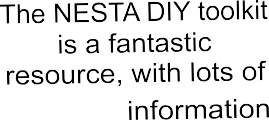 The NESTA DIY toolkit
is a fantastic
resource, with lots of
information